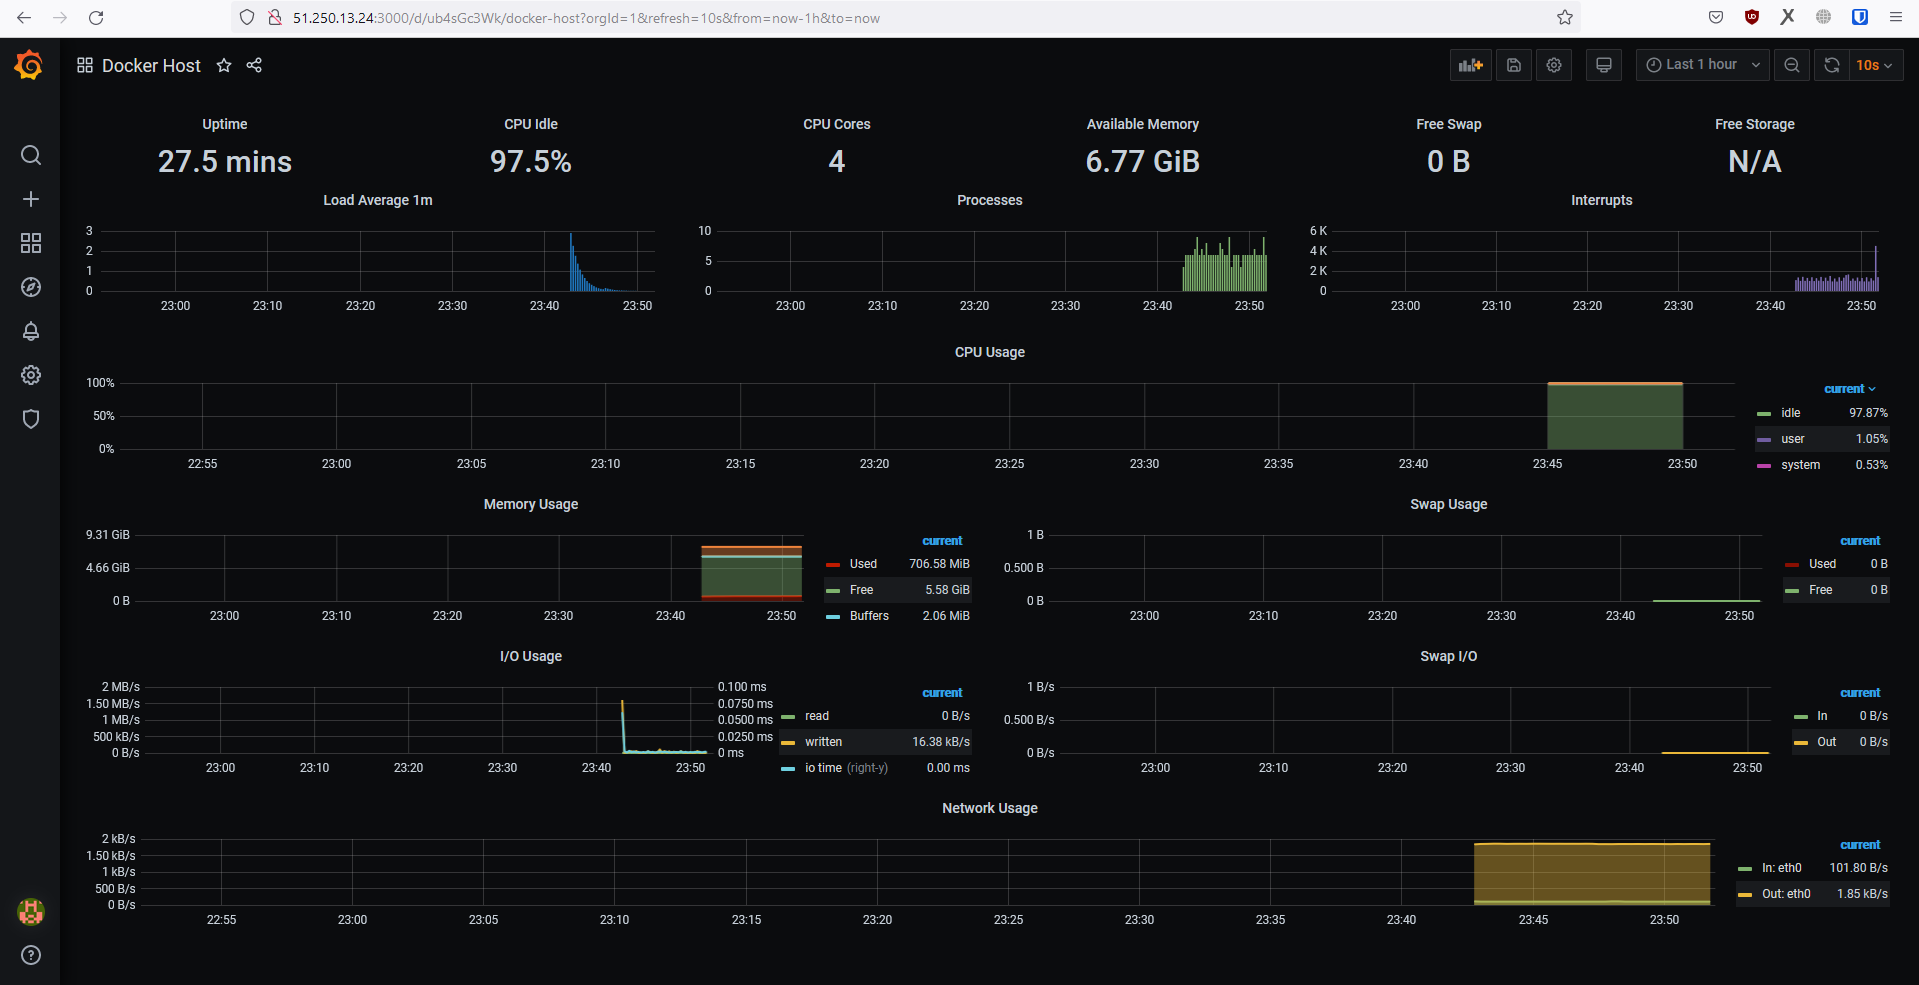 51.250.13.24:3000/d/ub4sGc3Wk/docker-host?orgId=1&refresh=10s&from=now-1h&to=now
Docker Host
Last 1 hour
10s
Uptime
27.5 mins
CPU Idle
97.5%
CPU Cores
4
Available Memory
6.77 GiB
Free Swap
0 B
Free Storage
N/A
Load Average 1m
3
2
1
0
23:00 23:10 23:20 23:30 23:40 23:50
Processes
10
5
0
23:00 23:10 23:20 23:30 23:40 23:50
Interrupts
6 K
4 K
2 K
0
23:00 23:10 23:20 23:30 23:40 23:50
CPU Usage
100%
50%
0%
22:55 23:00 23:05 23:10 23:15 23:20 23:25 23:30 23:35 23:40 23:45 23:50
current
idle 97.87%
user 1.05%
system 0.53%
Memory Usage
9.31 GiB
4.66 GiB
0 B
23:00 23:10 23:20 23:30 23:40 23:50
current
Used 706.58 MiB
Free 5.58 GiB
Buffers 2.06 MiB
Swap Usage
1 B
0.500 B
0 B
23:00 23:10 23:20 23:30 23:40 23:50
current
Used 0 B
Free 0 B
I/O Usage
2 MB/s
1.50 MB/s
1 MB/s
500 kB/s
0 B/s
0.100 ms
0.0750 ms
0.0500 ms
0.0250 ms
0 ms
23:00 23:10 23:20 23:30 23:40 23:50
current
read 0 B/s
written 16.38 kB/s
io time (right-y) 0.00 ms
Swap I/O
1 B/s
0.500 B/s
0 B/s
23:00 23:10 23:20 23:30 23:40 23:50
current
In 0 B/s
Out 0 B/s
Network Usage
2 kB/s
1.50 kB/s
1 kB/s
500 B/s
0 B/s
22:55 23:00 23:05 23:10 23:15 23:20 23:25 23:30 23:35 23:40 23:45 23:50
current
In: eth0 101.80 B/s
Out: eth0 1.85 kB/s